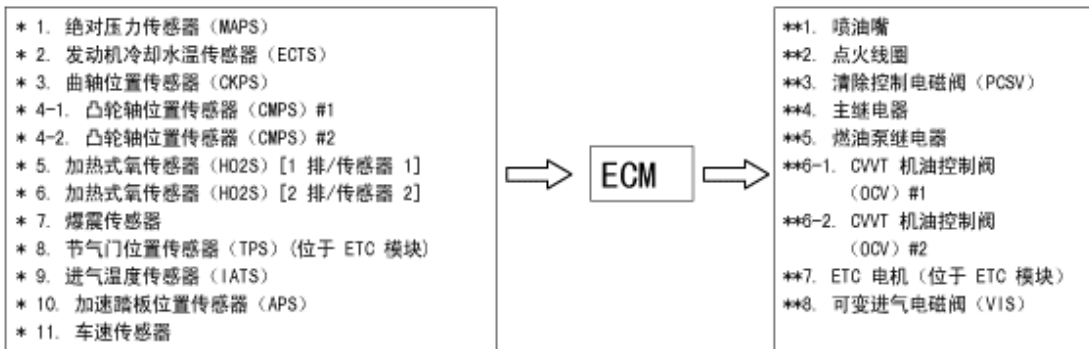 * 1. 绝对压力传感器（MAPS）
* 2. 发动机冷却水温传感器（ECTS）
* 3. 曲轴位置传感器（CKPS）
* 4-1. 凸轮轴位置传感器（CMPS）#1
* 4-2. 凸轮轴位置传感器（CMPS）#2
* 5. 加热式氧传感器（HO2S）[1 排/传感器 1]
* 6. 加热式氧传感器（HO2S）[2 排/传感器 2]
* 7. 爆震传感器
* 8. 节气门位置传感器（TPS）(位于 ETC 模块)
* 9. 进气温度传感器（IATS）
* 10. 加速踏板位置传感器（APS）
* 11. 车速传感器
ECM
**1. 喷油嘴
**2. 点火线圈
**3. 清除控制电磁阀（PCSV）
**4. 主继电器
**5. 燃油泵继电器
**6-1. CVVT 机油控制阀
（OCV）#1
**6-2. CVVT 机油控制阀
（OCV）#2
**7. ETC 电机（位于 ETC 模块）
**8. 可变进气电磁阀（VIS）